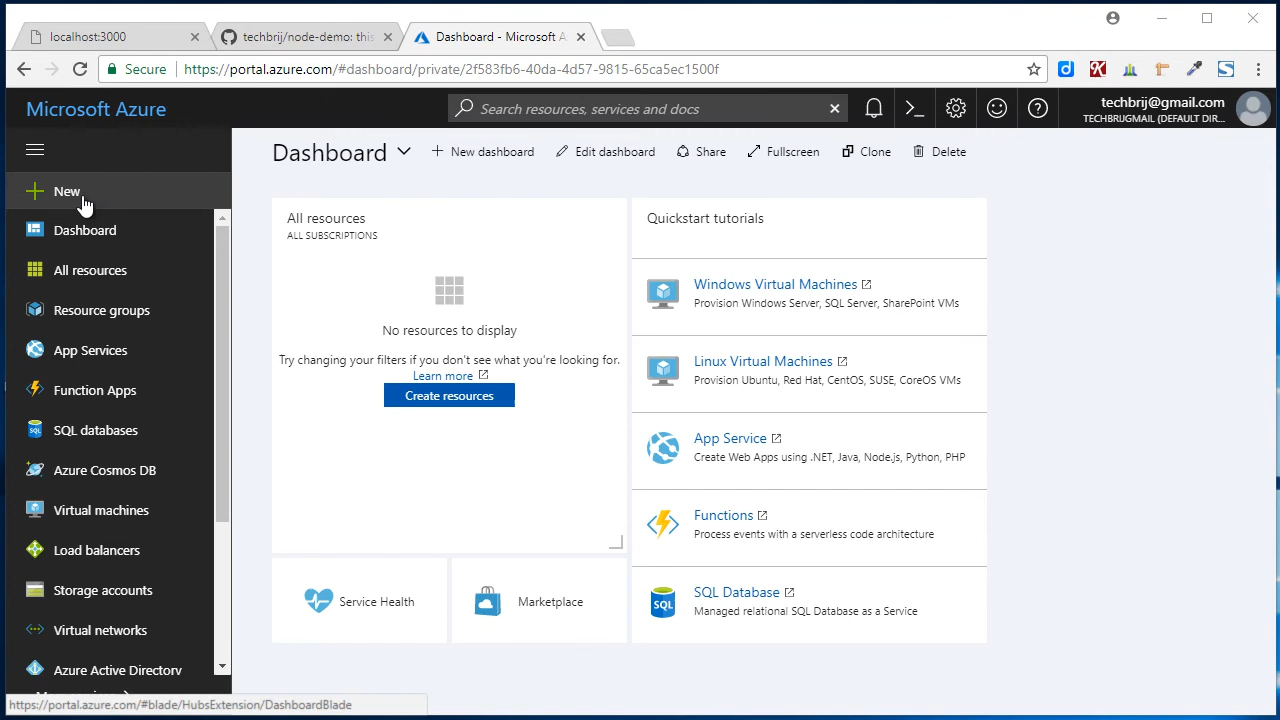 localhost:3000
techbrij/node-demo: this
Dashboard - Microsoft A
Secure
https://portal.azure.com/#dashboard/private/2f583fb6-40da-4d57-9815-65ca5ec1500f
Microsoft Azure
Search resources, services and docs
techbrij@gmail.com
TECHBRIJGMAIL (DEFAULT DIR...
New
Dashboard
All resources
Resource groups
App Services
Function Apps
SQL databases
Azure Cosmos DB
Virtual machines
Load balancers
Storage accounts
Virtual networks
Azure Active Directory
Dashboard
New dashboard
Edit dashboard
Share
Fullscreen
Clone
Delete
All resources
ALL SUBSCRIPTIONS
No resources to display
Try changing your filters if you don't see what you're looking for.
Learn more
Create resources
Service Health
Marketplace
Quickstart tutorials
Windows Virtual Machines
Provision Windows Server, SQL Server, SharePoint VMs
Linux Virtual Machines
Provision Ubuntu, Red Hat, CentOS, SUSE, CoreOS VMs
App Service
Create Web Apps using .NET, Java, Node.js, Python, PHP
Functions
Process events with a serverless code architecture
SQL
SQL Database
Managed relational SQL Database as a Service
https://portal.azure.com/#blade/HubsExtension/DashboardBlade